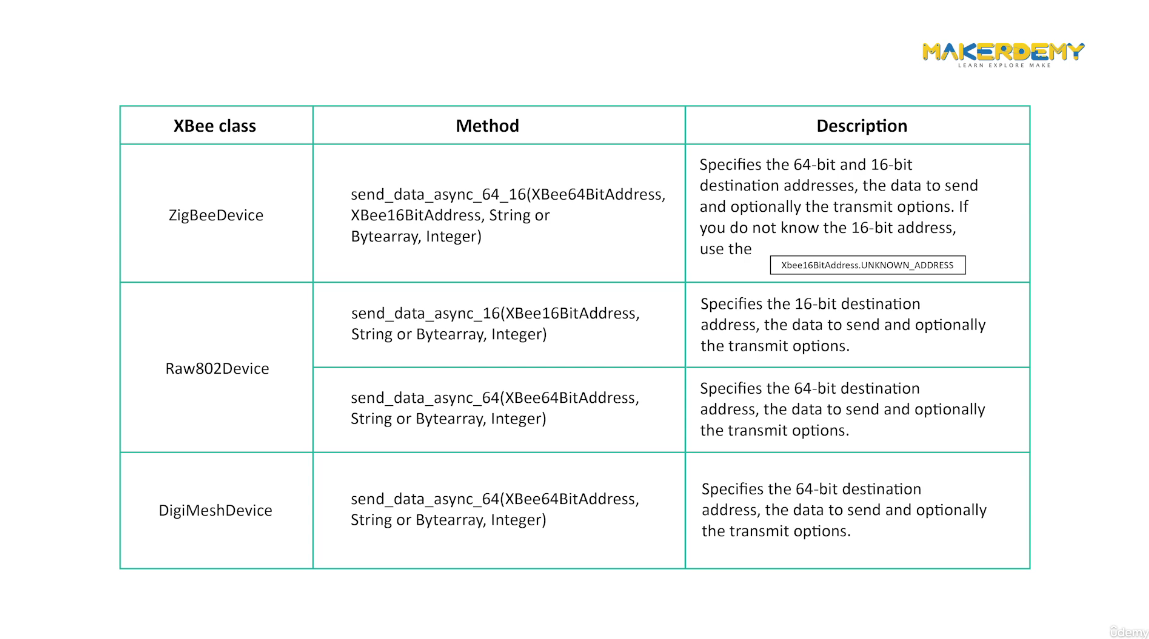 MAKERDEMY
LEARN EXPLORE MAKE
XBee class
Method
Description
ZigBeeDevice
send_data_async_64_16(XBee64BitAddress,
XBee16BitAddress, String or
Bytearray, Integer)
Specifies the 64-bit and 16-bit
destination addresses, the data to send
and optionally the transmit options. If
you do not know the 16-bit address,
use the
Xbee16BitAddress.UNKNOWN_ADDRESS
Raw802Device
send_data_async_16(XBee16BitAddress,
String or Bytearray, Integer)
Specifies the 16-bit destination
address, the data to send and optionally
the transmit options.
send_data_async_64(XBee64BitAddress,
String or Bytearray, Integer)
Specifies the 64-bit destination
address, the data to send and optionally
the transmit options.
DigiMeshDevice
send_data_async_64(XBee64BitAddress,
String or Bytearray, Integer)
Specifies the 64-bit destination
address, the data to send and optionally
the transmit options.
ûdemy